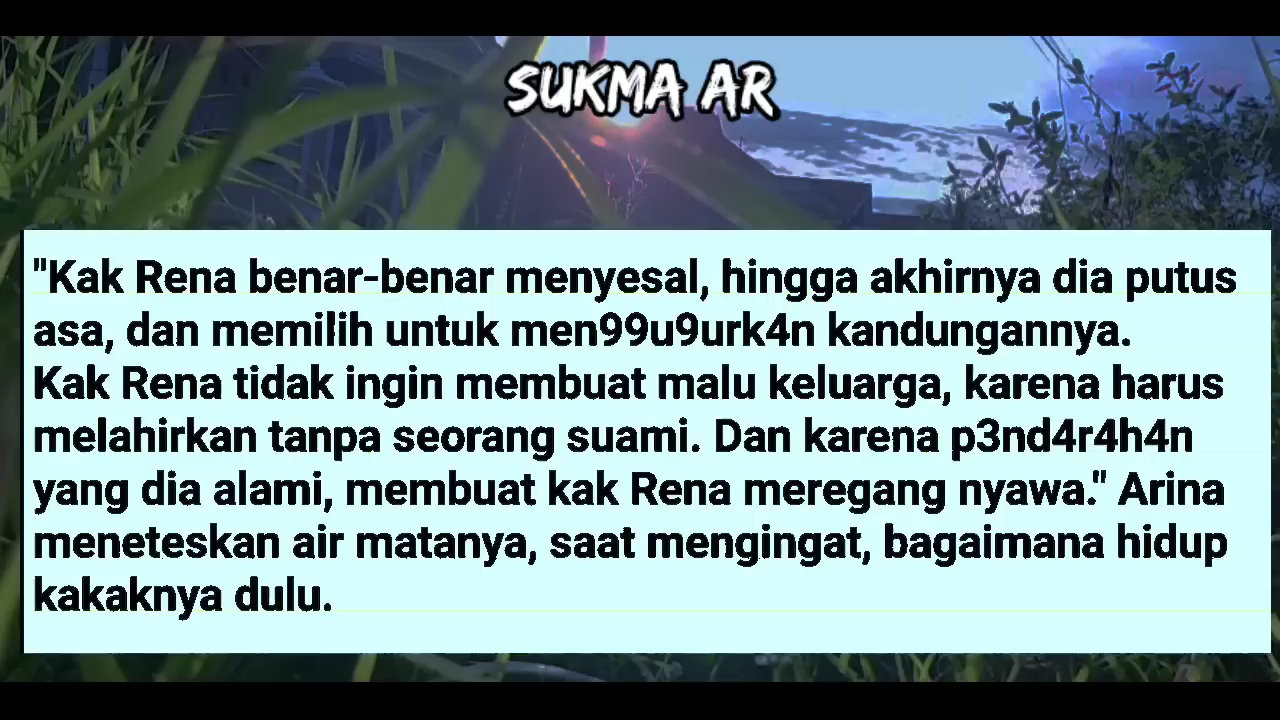 SUKMA AR
"Kak Rena benar-benar menyesal, hingga akhirnya dia putus
asa, dan memilih untuk men99u9urk4n kandungannya.
Kak Rena tidak ingin membuat malu keluarga, karena harus
melahirkan tanpa seorang suami. Dan karena p3nd4r4h4n
yang dia alami, membuat kak Rena meregang nyawa." Arina
meneteskan air matanya, saat mengingat, bagaimana hidup
kakaknya dulu.